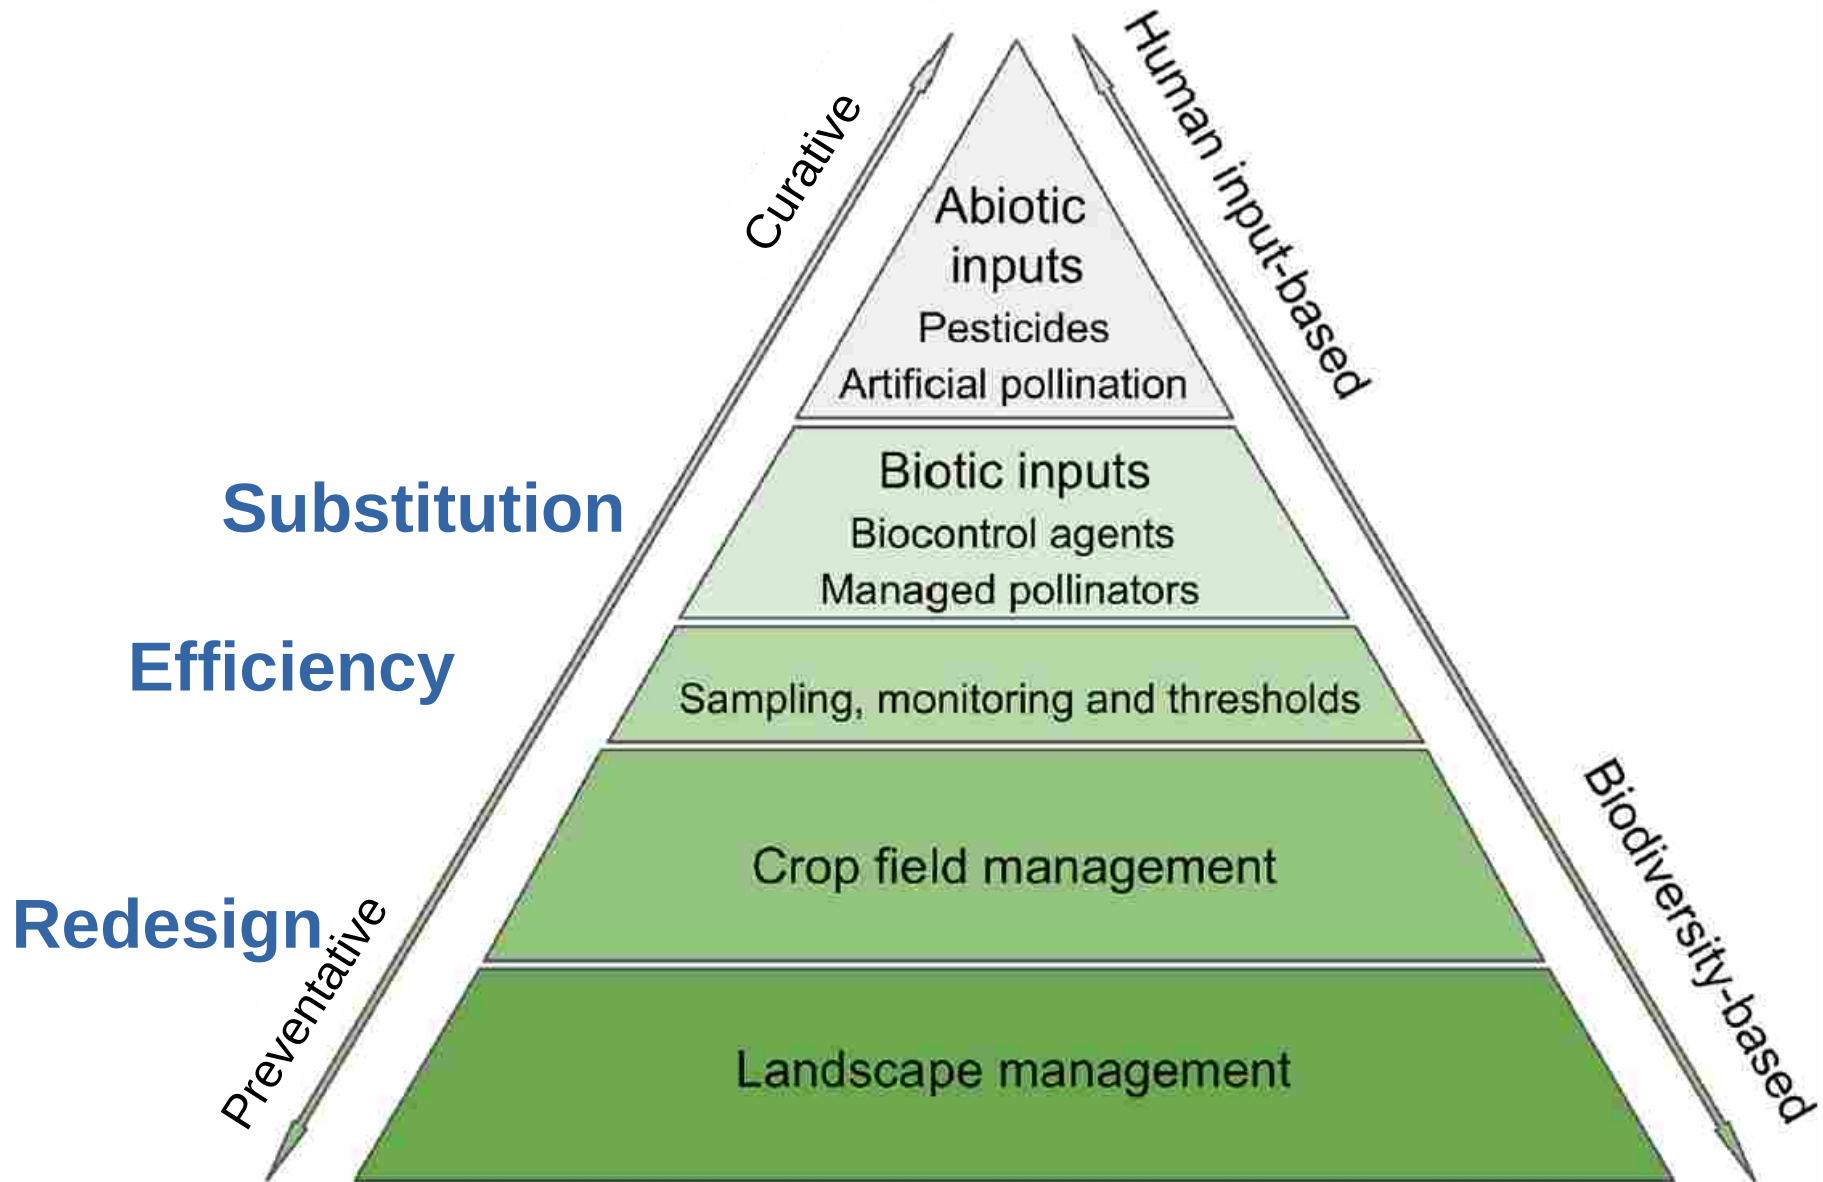 Human input-based
Curative
Abiotic
inputs
Pesticides
Artificial pollination
Substitution
Biotic inputs
Biocontrol agents
Managed pollinators
Efficiency
Sampling, monitoring and thresholds
Biodiversity-based
Crop field management
Redesign
Preventative
Landscape management